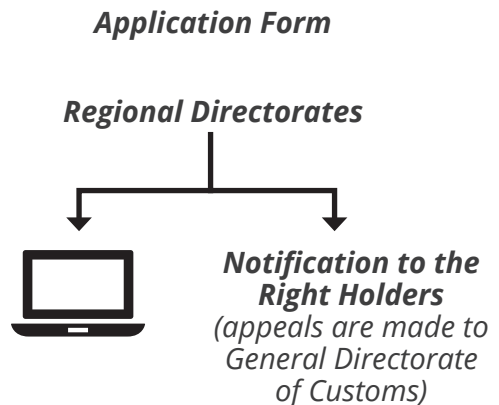 Application Form
Regional Directorates
Notification to the
Right Holders
(appeals are made to
General Directorate
of Customs)